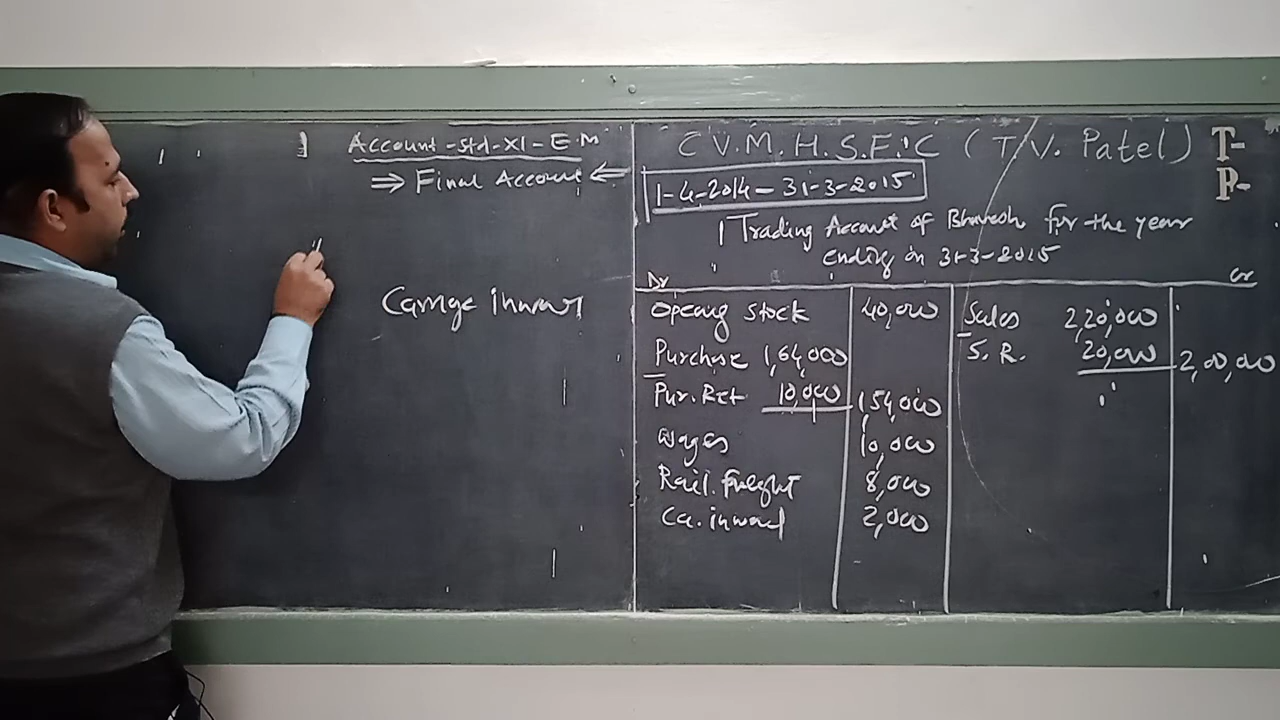 Account - Std - XI - E.M
⇒ Final Account ⇐
Carriage inward
C V. M. H. S. E. C ( T. V. Patel )
T-
P-
1-4-2014 - 31-3-2015
Trading Account of Bhavesh for the year
ending on 31-3-2015
Dr Cr
Opening Stock 40,000 Sales 2,20,000
Purchase 1,64,000 S. R. 20,000 2,00,000
Pur. Ret 10,000 1,54,000
Wages 10,000
Rail. Freight 8,000
Ca. inward 2,000